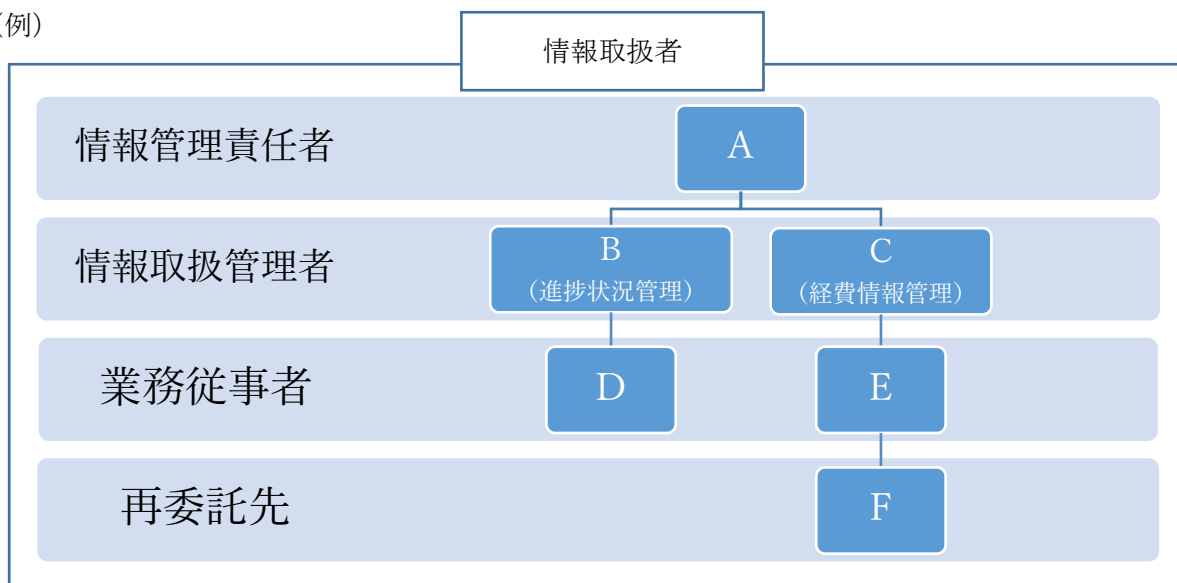 （例）
情報取扱者
情報管理責任者
A
情報取扱管理者
B
（進捗状況管理）
C
（経費情報管理）
業務従事者
D
E
再委託先
F